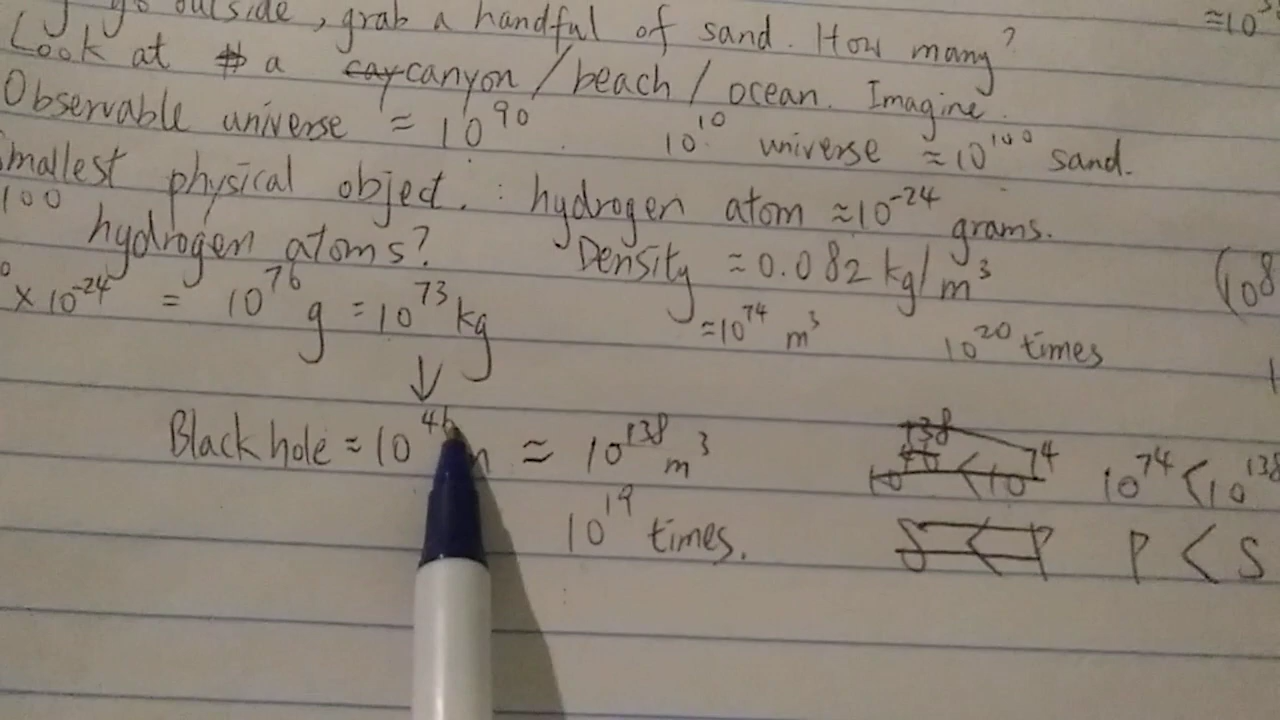 go outside, grab a handful of sand. How many? ≈10
Look at a canyon / beach / ocean. Imagine.
Observable universe ≈ 10^90 10^10 universe ≈ 10^100 sand.
mallest physical object. : hydrogen atom ≈ 10^-24 grams.
100 hydrogen atoms? Density ≈ 0.082 kg/m^3 (10^8
× 10^-24 = 10^76 g = 10^73 kg ≈ 10^74 m^3 10^20 times
↓
Black hole ≈ 10^46 m ≈ 10^138 m^3 10^74 < 10^138
10^19 times. P < S